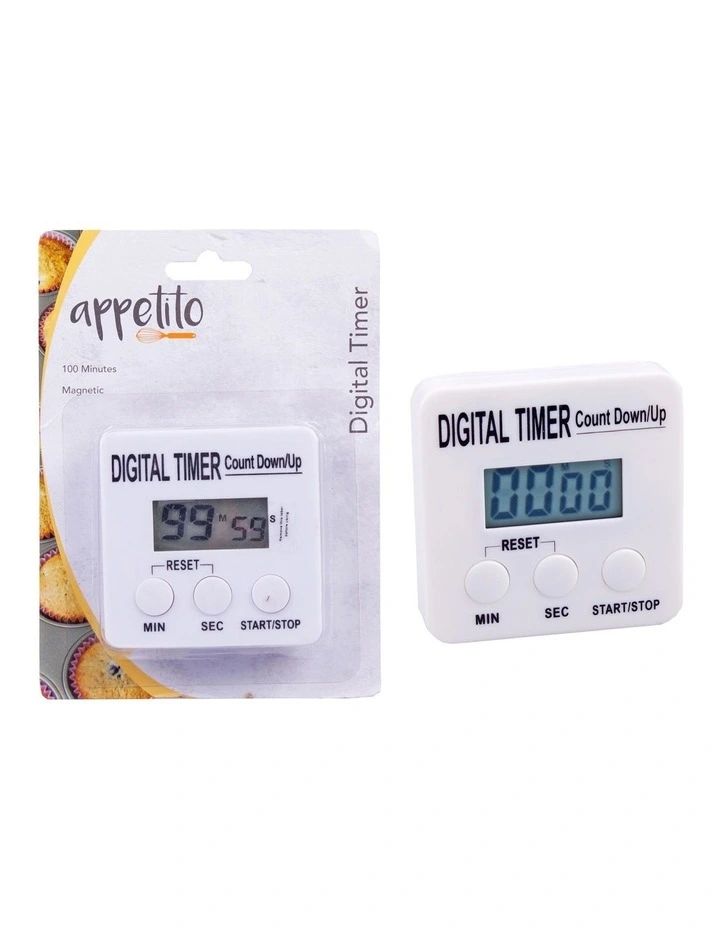 appetito
100 Minutes
Magnetic
Digital Timer
DIGITAL TIMER Count Down/Up
99 M 59 S
RESET
MIN SEC START/STOP
DIGITAL TIMER Count Down/Up
M S
00 00
RESET
MIN SEC START/STOP